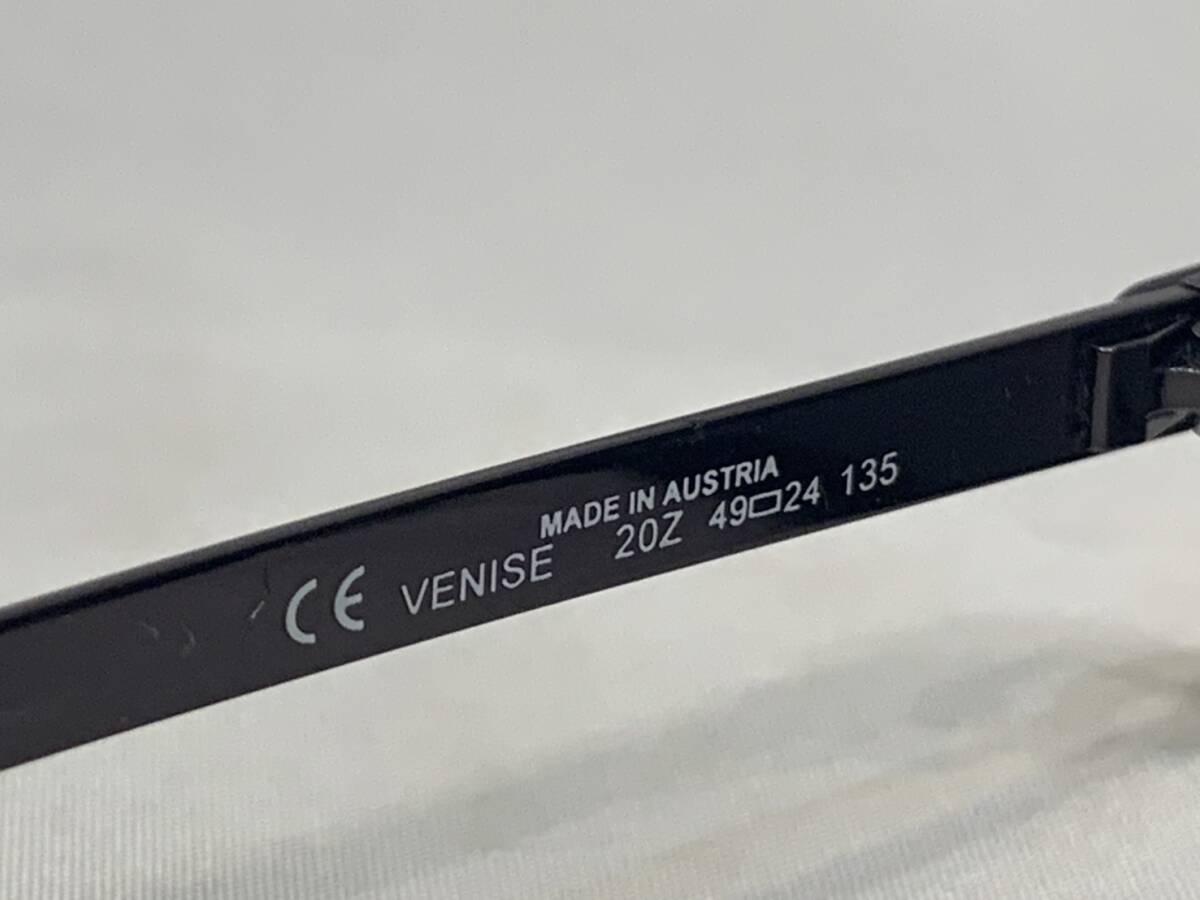 MADE IN AUSTRIA
CE VENISE 20Z 49□24 135